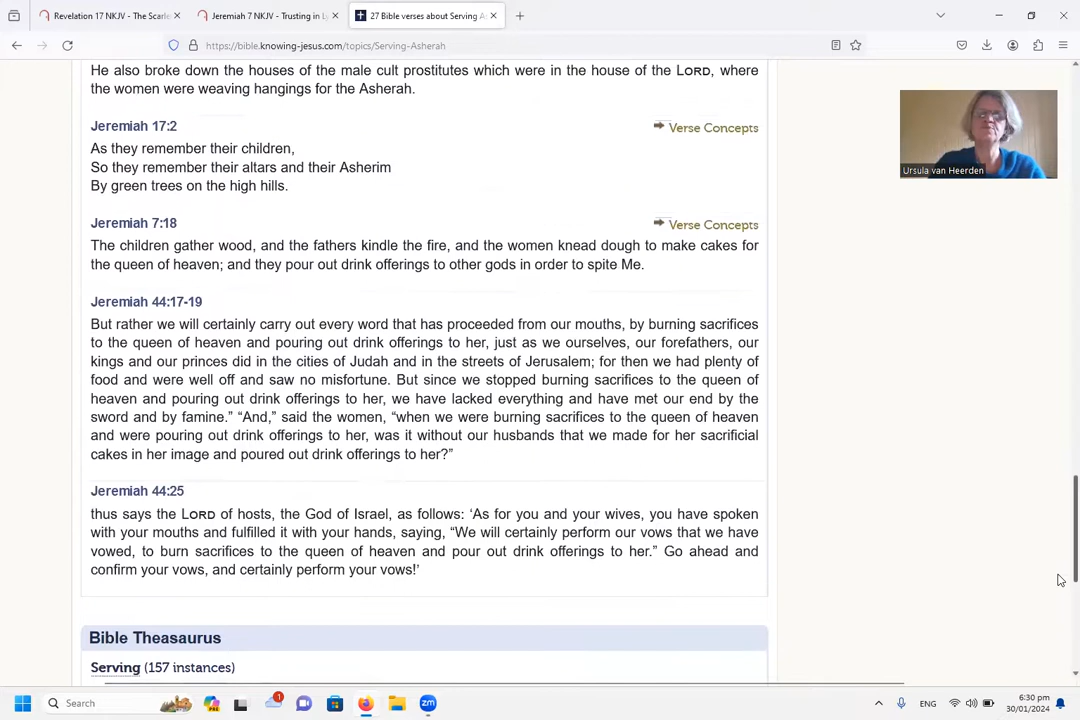 Revelation 17 NKJV - The Scarle
Jeremiah 7 NKJV - Trusting in Ly
27 Bible verses about Serving As
https://bible.knowing-jesus.com/topics/Serving-Asherah
He also broke down the houses of the male cult prostitutes which were in the house of the LORD, where
the women were weaving hangings for the Asherah.
Jeremiah 17:2
Verse Concepts
As they remember their children,
So they remember their altars and their Asherim
By green trees on the high hills.
Jeremiah 7:18
Verse Concepts
The children gather wood, and the fathers kindle the fire, and the women knead dough to make cakes for
the queen of heaven; and they pour out drink offerings to other gods in order to spite Me.
Jeremiah 44:17-19
But rather we will certainly carry out every word that has proceeded from our mouths, by burning sacrifices
to the queen of heaven and pouring out drink offerings to her, just as we ourselves, our forefathers, our
kings and our princes did in the cities of Judah and in the streets of Jerusalem; for then we had plenty of
food and were well off and saw no misfortune. But since we stopped burning sacrifices to the queen of
heaven and pouring out drink offerings to her, we have lacked everything and have met our end by the
sword and by famine.” “And,” said the women, “when we were burning sacrifices to the queen of heaven
and were pouring out drink offerings to her, was it without our husbands that we made for her sacrificial
cakes in her image and poured out drink offerings to her?”
Jeremiah 44:25
thus says the LORD of hosts, the God of Israel, as follows: ‘As for you and your wives, you have spoken
with your mouths and fulfilled it with your hands, saying, “We will certainly perform our vows that we have
vowed, to burn sacrifices to the queen of heaven and pour out drink offerings to her.” Go ahead and
confirm your vows, and certainly perform your vows!’
Bible Theasaurus
Serving (157 instances)
Ursula van Heerden
Search
PRE
1
zm
ENG
6:30 pm
30/01/2024